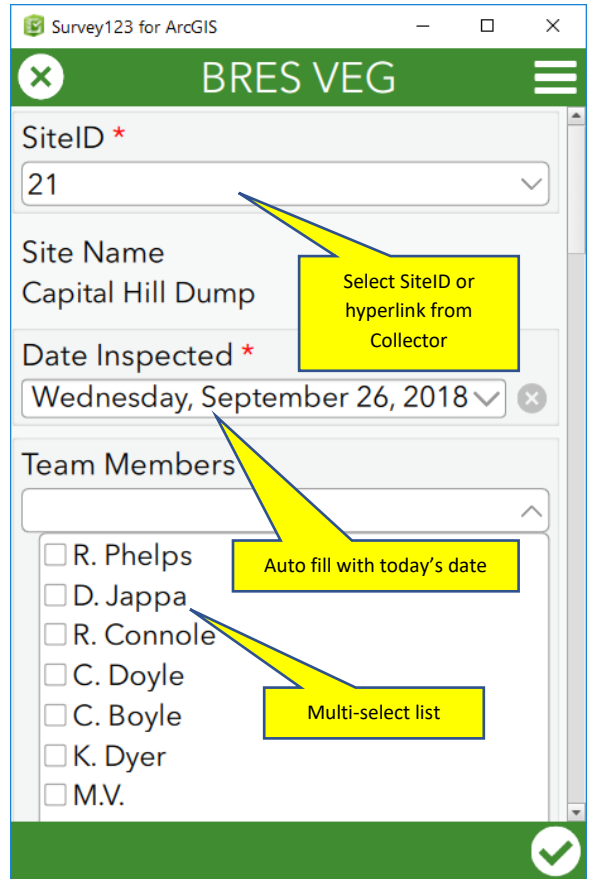 Survey123 for ArcGIS
BRES VEG
SiteID *
21
Site Name
Capital Hill Dump
Select SiteID or
hyperlink from
Collector
Date Inspected *
Wednesday, September 26, 2018
Team Members
R. Phelps
Auto fill with today's date
D. Jappa
R. Connole
C. Doyle
C. Boyle
Multi-select list
K. Dyer
M.V.